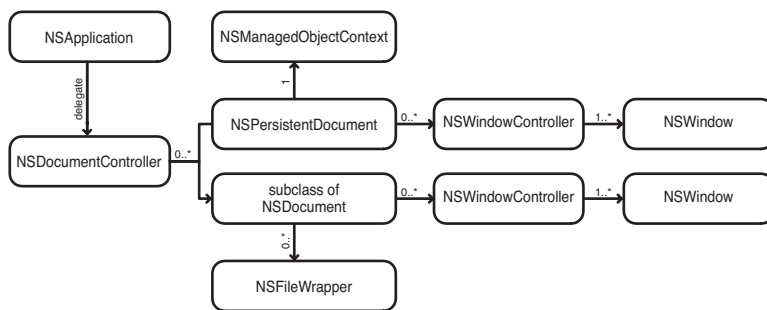 NSApplication
NSManagedObjectContext
delegate
1
NSDocumentController
0..*
NSPersistentDocument
0..*
NSWindowController
1..*
NSWindow
subclass of
NSDocument
0..*
NSWindowController
1..*
NSWindow
0..*
NSFileWrapper